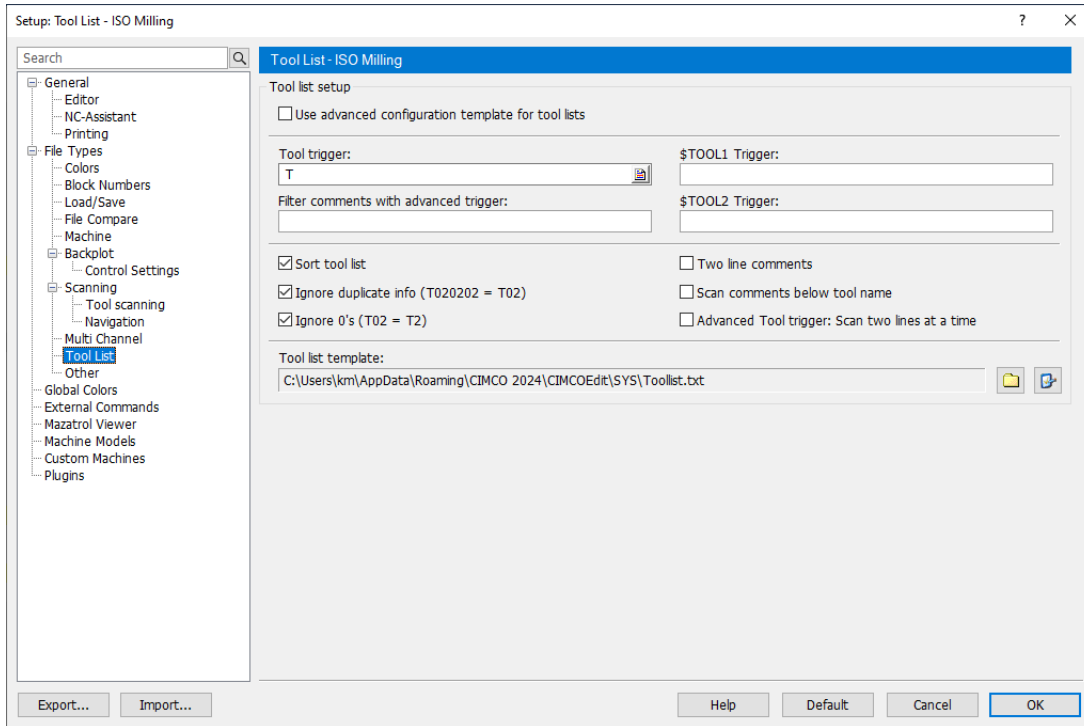 Setup: Tool List - ISO Milling
?
Search
General
Editor
NC-Assistant
Printing
File Types
Colors
Block Numbers
Load/Save
File Compare
Machine
Backplot
Control Settings
Scanning
Tool scanning
Navigation
Multi Channel
Tool List
Other
Global Colors
External Commands
Mazatrol Viewer
Machine Models
Custom Machines
Plugins
Tool List - ISO Milling
Tool list setup
Use advanced configuration template for tool lists
Tool trigger:
$TOOL1 Trigger:
T
Filter comments with advanced trigger:
$TOOL2 Trigger:
Sort tool list
Two line comments
Ignore duplicate info (T020202 = T02)
Scan comments below tool name
Ignore 0's (T02 = T2)
Advanced Tool trigger: Scan two lines at a time
Tool list template:
C:\Users\km\AppData\Roaming\CIMCO 2024\CIMCOEdit\SYS\Toollist.txt
Export...
Import...
Help
Default
Cancel
OK